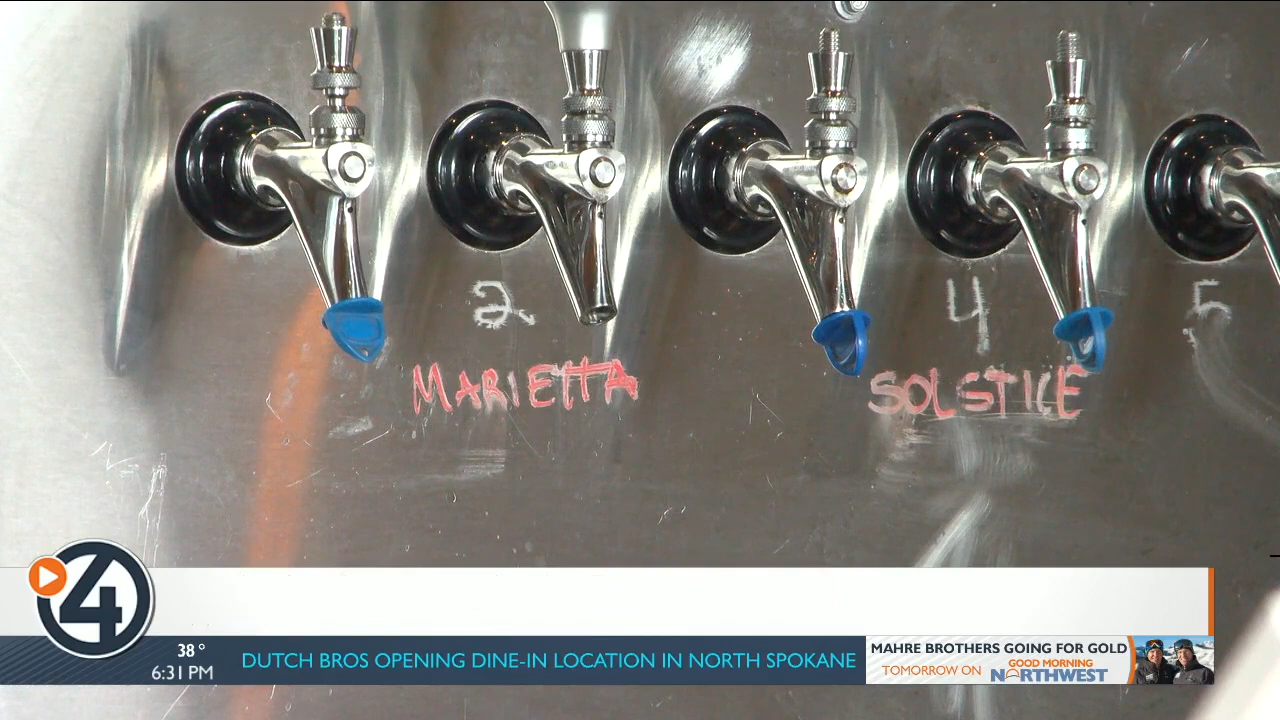 2
4
5
MARIETTA
SOLSTICE
4
38°
6:31 PM
DUTCH BROS OPENING DINE-IN LOCATION IN NORTH SPOKANE
MAHRE BROTHERS GOING FOR GOLD
TOMORROW ON GOOD MORNING NORTHWEST